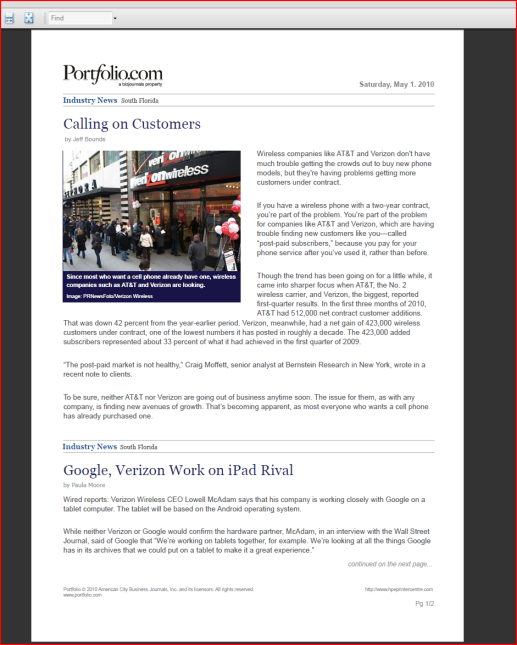 Find
Portfolio.com
a bizjournals property
Saturday, May 1. 2010
Industry News South Florida
Calling on Customers
by Jeff Bounds
verizon wireless
Since most who want a cell phone already have one, wireless
companies such as AT&T and Verizon are looking.
Image: PRNewsFoto/Verizon Wireless
Wireless companies like AT&T and Verizon don't have
much trouble getting the crowds out to buy new phone
models, but they're having problems getting more
customers under contract.
If you have a wireless phone with a two-year contract,
you're part of the problem. You're part of the problem
for companies like AT&T and Verizon, which are having
trouble finding new customers like you—called
"post-paid subscribers," because you pay for your
phone service after you've used it, rather than before.
Though the trend has been going on for a little while, it
came into sharper focus when AT&T, the No. 2
wireless carrier, and Verizon, the biggest, reported
first-quarter results. In the first three months of 2010,
AT&T had 512,000 net contract customer additions.
That was down 42 percent from the year-earlier period. Verizon, meanwhile, had a net gain of 423,000 wireless
customers under contract, one of the lowest numbers it has posted in roughly a decade. The 423,000 added
subscribers represented about 33 percent of what it had achieved in the first quarter of 2009.
"The post-paid market is not healthy," Craig Moffett, senior analyst at Bernstein Research in New York, wrote in a
recent note to clients.
To be sure, neither AT&T nor Verizon are going out of business anytime soon. The issue for them, as with any
company, is finding new avenues of growth. That's becoming apparent, as most everyone who wants a cell phone
has already purchased one.
Industry News South Florida
Google, Verizon Work on iPad Rival
by Paula Moore
Wired reports: Verizon Wireless CEO Lowell McAdam says that his company is working closely with Google on a
tablet computer. The tablet will be based on the Android operating system.
While neither Verizon or Google would confirm the hardware partner, McAdam, in an interview with the Wall Street
Journal, said of Google that "We're working on tablets together, for example. We're looking at all the things Google
has in its archives that we could put on a tablet to make it a great experience."
continued on the next page...
Portfolio © 2010 American City Business Journals, Inc. and its licensors. All rights reserved.
www.portfolio.com
http://www.hpeprintercentre.com
Pg 1/2